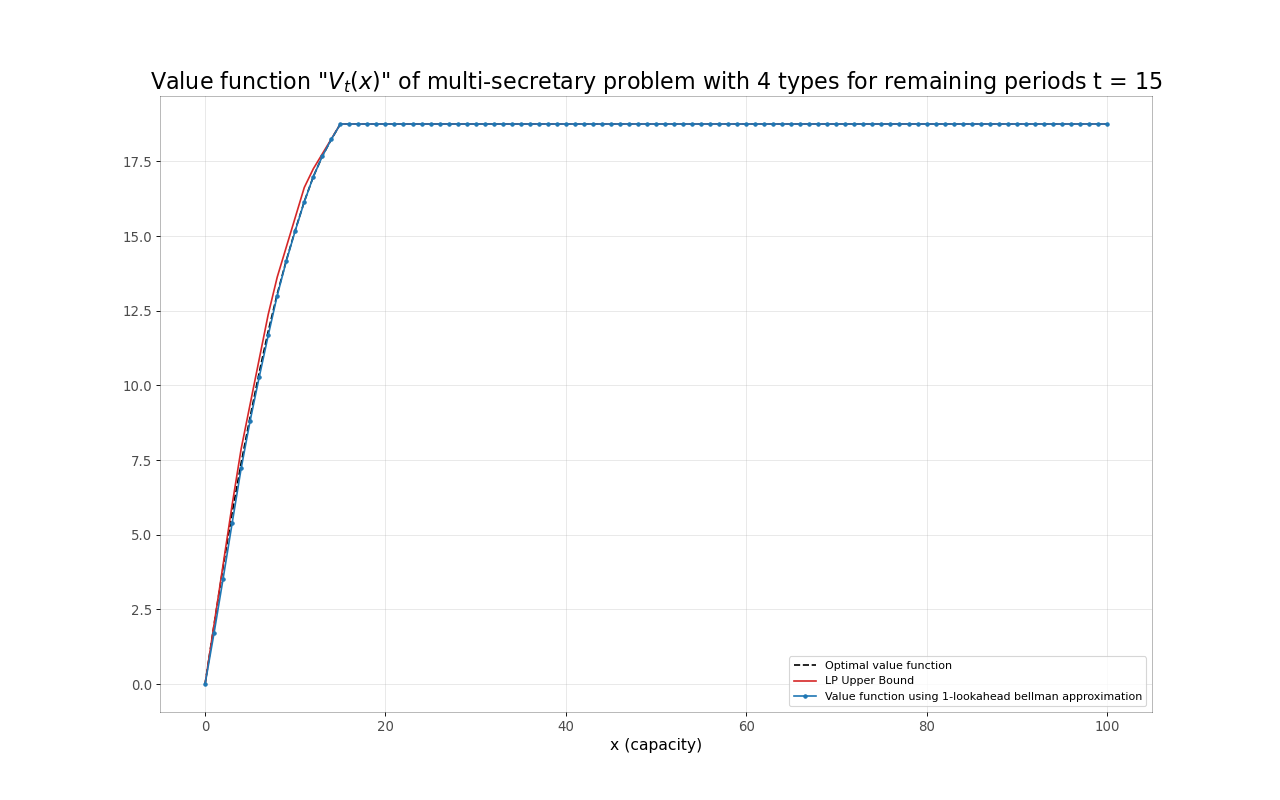 Value function "V_t(x)" of multi-secretary problem with 4 types for remaining periods t = 15
17.5
15.0
12.5
10.0
7.5
5.0
2.5
0.0
Optimal value function
LP Upper Bound
Value function using 1-lookahead bellman approximation
0 20 40 60 80 100
x (capacity)